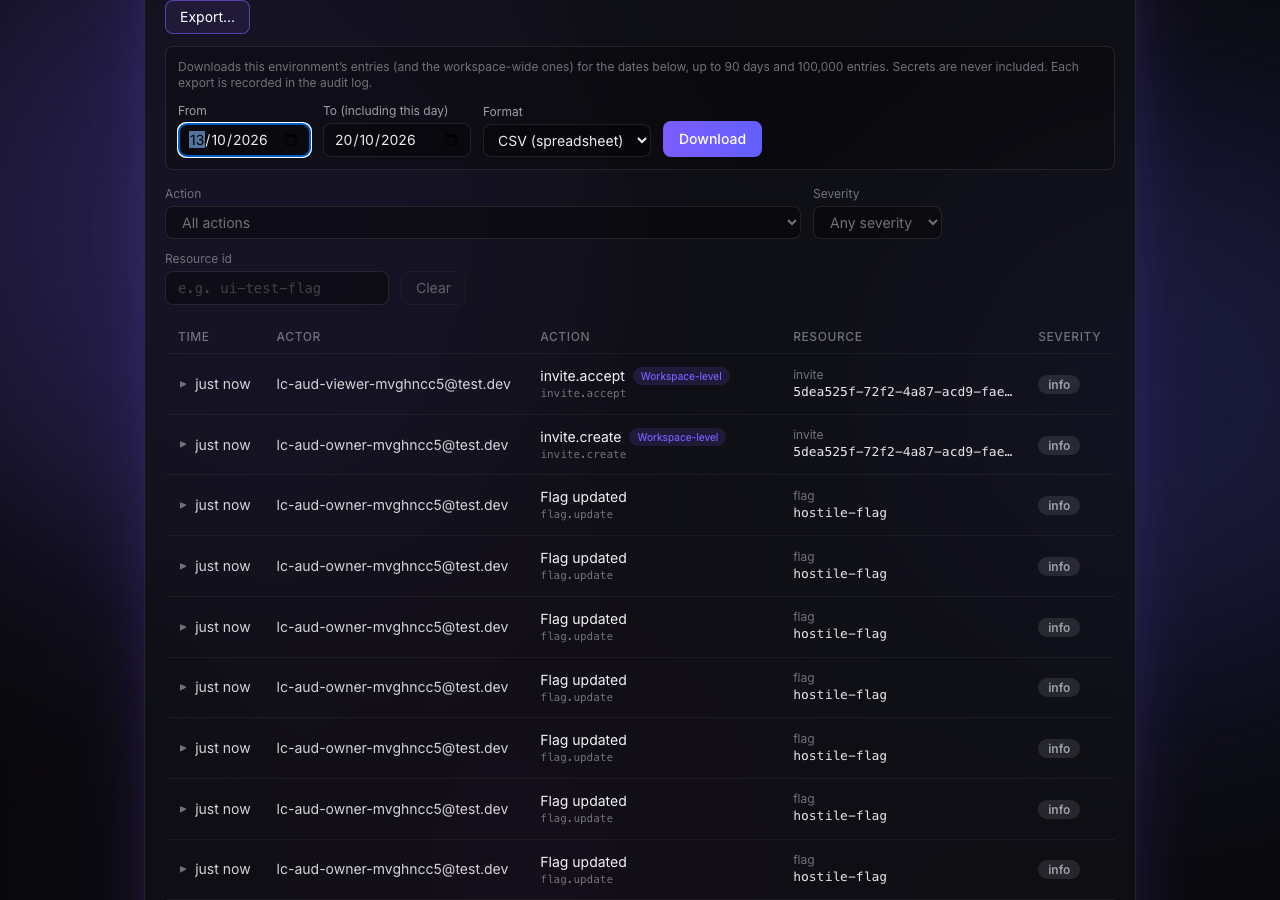 Export...
Downloads this environment's entries (and the workspace-wide ones) for the dates below, up to 90 days and 100,000 entries. Secrets are never included. Each
export is recorded in the audit log.
From To (including this day) Format
13/10/2026 20/10/2026 CSV (spreadsheet) Download
Action Severity
All actions Any severity
Resource id
e.g. ui-test-flag Clear
TIME ACTOR ACTION RESOURCE SEVERITY
▸ just now lc-aud-viewer-mvghncc5@test.dev invite.accept Workspace-level invite info
invite.accept 5dea525f-72f2-4a87-acd9-fae…
▸ just now lc-aud-owner-mvghncc5@test.dev invite.create Workspace-level invite info
invite.create 5dea525f-72f2-4a87-acd9-fae…
▸ just now lc-aud-owner-mvghncc5@test.dev Flag updated flag info
flag.update hostile-flag
▸ just now lc-aud-owner-mvghncc5@test.dev Flag updated flag info
flag.update hostile-flag
▸ just now lc-aud-owner-mvghncc5@test.dev Flag updated flag info
flag.update hostile-flag
▸ just now lc-aud-owner-mvghncc5@test.dev Flag updated flag info
flag.update hostile-flag
▸ just now lc-aud-owner-mvghncc5@test.dev Flag updated flag info
flag.update hostile-flag
▸ just now lc-aud-owner-mvghncc5@test.dev Flag updated flag info
flag.update hostile-flag
▸ just now lc-aud-owner-mvghncc5@test.dev Flag updated flag info
flag.update hostile-flag